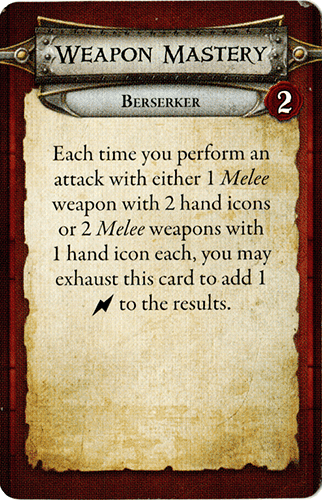 Weapon Mastery
Berserker
2
Each time you perform an
attack with either 1 Melee
weapon with 2 hand icons
or 2 Melee weapons with
1 hand icon each, you may
exhaust this card to add 1
to the results.